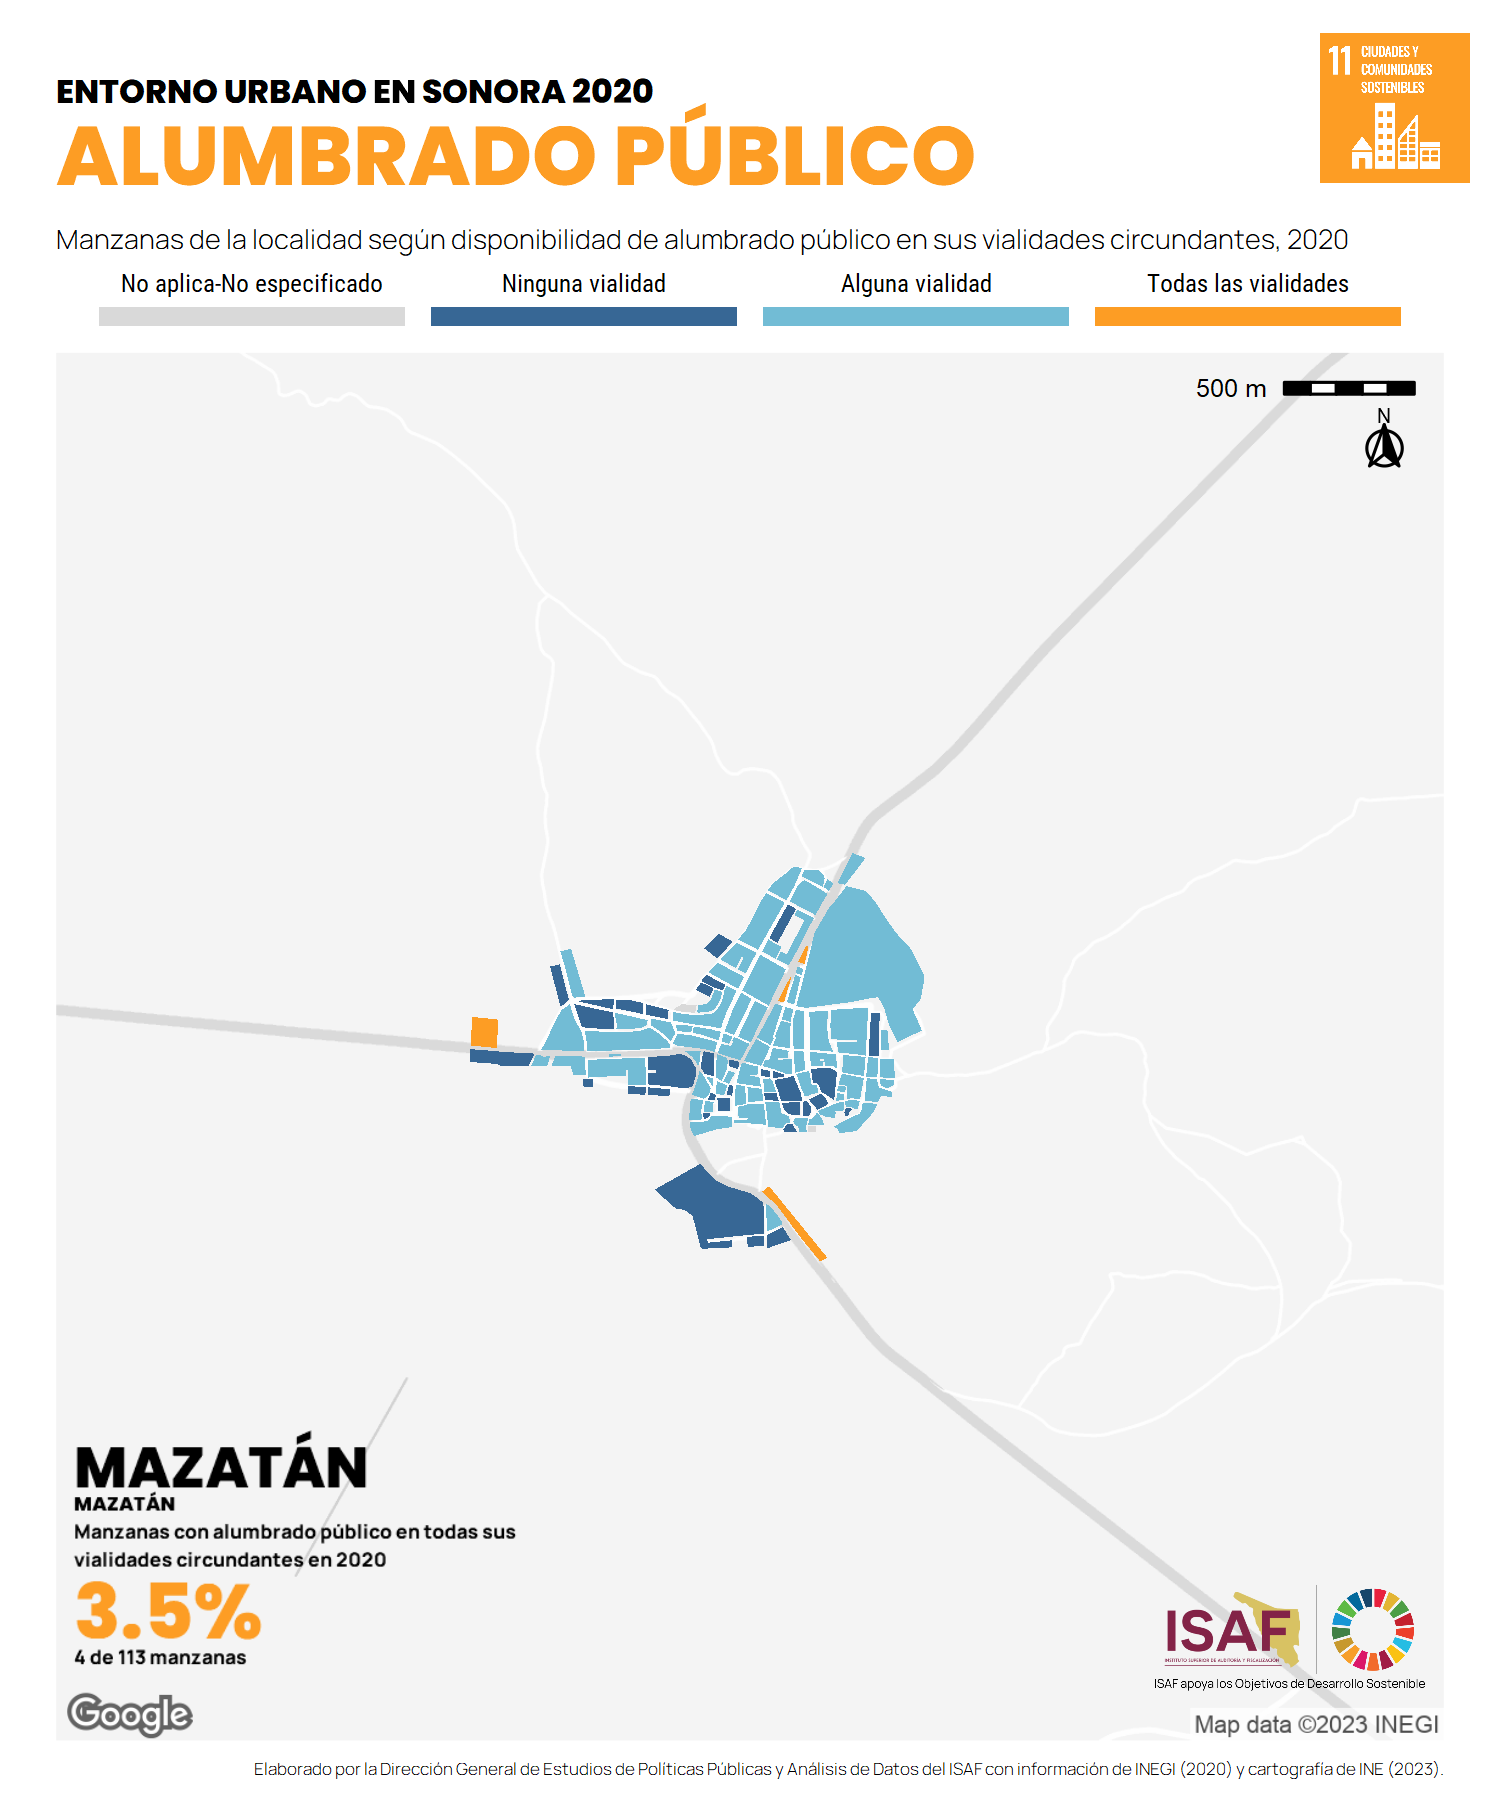 11 CIUDADES Y
COMUNIDADES
SOSTENIBLES
ENTORNO URBANO EN SONORA 2020
ALUMBRADO PÚBLICO
Manzanas de la localidad según disponibilidad de alumbrado público en sus vialidades circundantes, 2020
No aplica-No especificado
Ninguna vialidad
Alguna vialidad
Todas las vialidades
500 m
N
MAZATÁN
MAZATÁN
Manzanas con alumbrado público en todas sus
vialidades circundantes en 2020
3.5%
4 de 113 manzanas
Google
ISAF
INSTITUTO SUPERIOR DE AUDITORÍA Y FISCALIZACIÓN
ISAF apoya los Objetivos de Desarrollo Sostenible
Map data ©2023 INEGI
Elaborado por la Dirección General de Estudios de Políticas Públicas y Análisis de Datos del ISAF con información de INEGI (2020) y cartografía de INE (2023).